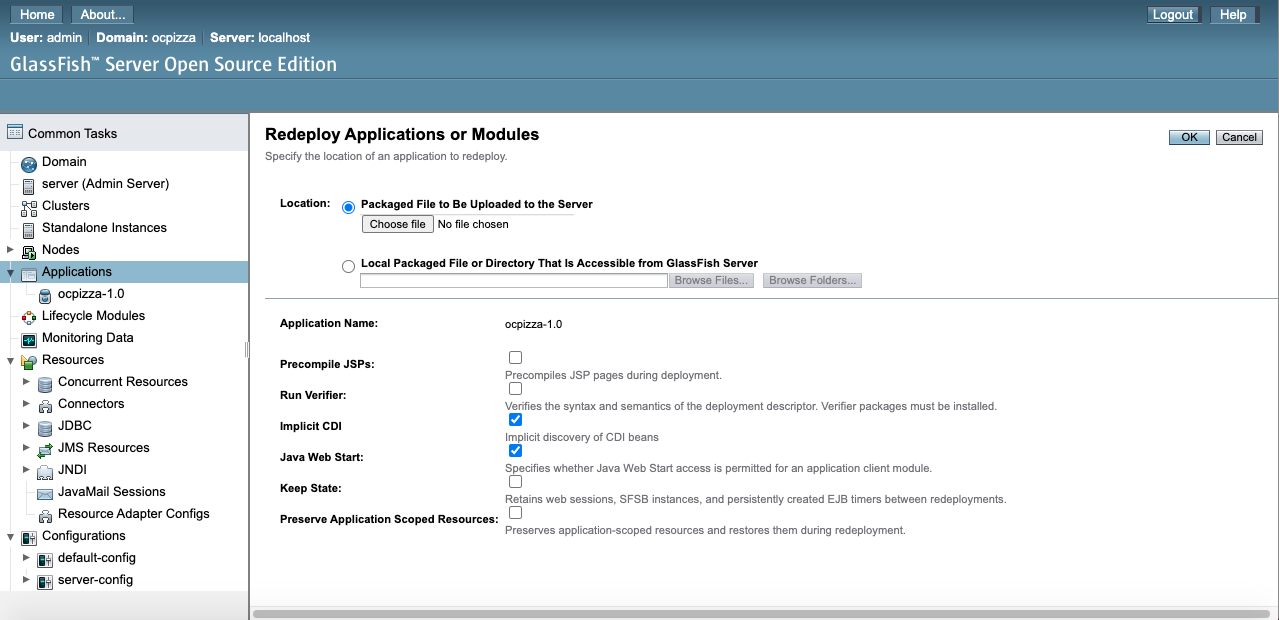 Home About... Logout Help
User: admin Domain: ocpizza Server: localhost
GlassFish™ Server Open Source Edition
Common Tasks
Domain
server (Admin Server)
Clusters
Standalone Instances
Nodes
Applications
ocpizza-1.0
Lifecycle Modules
Monitoring Data
Resources
Concurrent Resources
Connectors
JDBC
JMS Resources
JNDI
JavaMail Sessions
Resource Adapter Configs
Configurations
default-config
server-config
Redeploy Applications or Modules
OK Cancel
Specify the location of an application to redeploy.
Location: Packaged File to Be Uploaded to the Server
Choose file No file chosen
Local Packaged File or Directory That Is Accessible from GlassFish Server
Browse Files... Browse Folders...
Application Name: ocpizza-1.0
Precompile JSPs:
Precompiles JSP pages during deployment.
Run Verifier:
Verifies the syntax and semantics of the deployment descriptor. Verifier packages must be installed.
Implicit CDI
Implicit discovery of CDI beans
Java Web Start:
Specifies whether Java Web Start access is permitted for an application client module.
Keep State:
Retains web sessions, SFSB instances, and persistently created EJB timers between redeployments.
Preserve Application Scoped Resources:
Preserves application-scoped resources and restores them during redeployment.